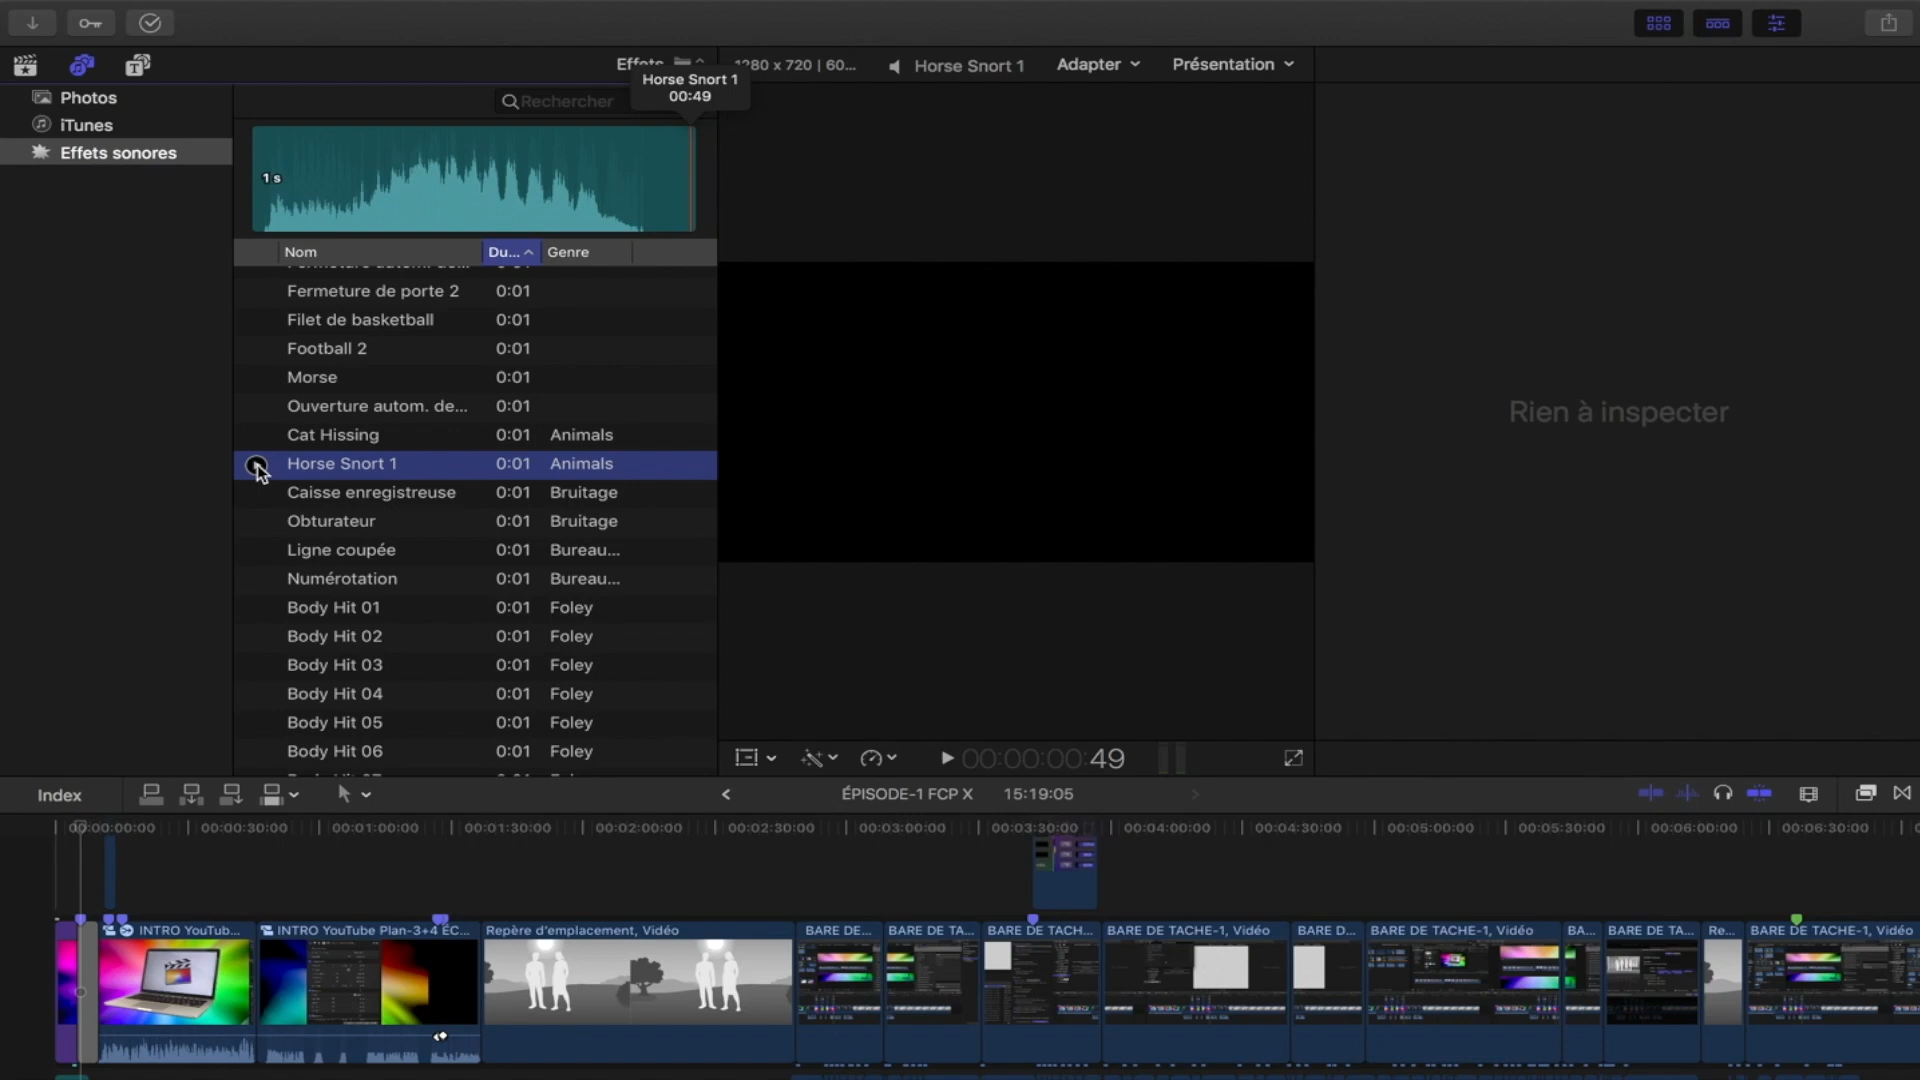 Effets
1280 x 720 | 60...
Horse Snort 1
Adapter
Présentation
Horse Snort 1
00:49
Photos
iTunes
Effets sonores
Rechercher
1 s
Nom
Du...
Genre
Fermeture de porte 2 0:01
Filet de basketball 0:01
Football 2 0:01
Morse 0:01
Ouverture autom. de... 0:01
Cat Hissing 0:01 Animals
Horse Snort 1 0:01 Animals
Caisse enregistreuse 0:01 Bruitage
Obturateur 0:01 Bruitage
Ligne coupée 0:01 Bureau...
Numérotation 0:01 Bureau...
Body Hit 01 0:01 Foley
Body Hit 02 0:01 Foley
Body Hit 03 0:01 Foley
Body Hit 04 0:01 Foley
Body Hit 05 0:01 Foley
Body Hit 06 0:01 Foley
Rien à inspecter
00:00:00:49
Index
ÉPISODE-1 FCP X
15:19:05
00:00:00:00 00:00:30:00 00:01:00:00 00:01:30:00 00:02:00:00 00:02:30:00 00:03:00:00 00:03:30:00 00:04:00:00 00:04:30:00 00:05:00:00 00:05:30:00 00:06:00:00 00:06:30:00
INTRO YouTub...
INTRO YouTube Plan-3+4 ÉC...
Repère d'emplacement, Vidéo
BARE DE...
BARE DE TA...
BARE DE TACH...
BARE DE TACHE-1, Vidéo
BARE D...
BARE DE TACHE-1, Vidéo
BA...
BARE DE TA...
Re...
BARE DE TACHE-1, Vidéo